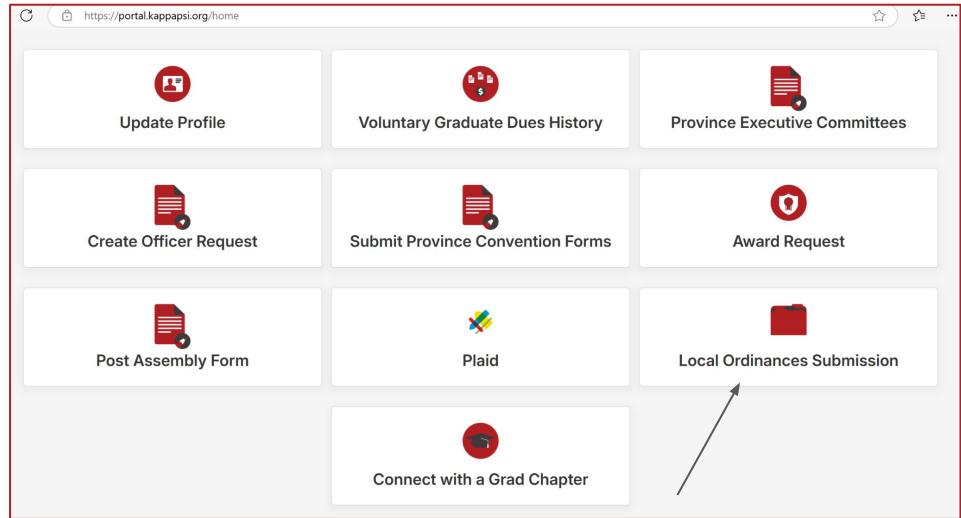 https://portal.kappapsi.org/home
Update Profile
Voluntary Graduate Dues History
Province Executive Committees
Create Officer Request
Submit Province Convention Forms
Award Request
Post Assembly Form
Plaid
Local Ordinances Submission
Connect with a Grad Chapter